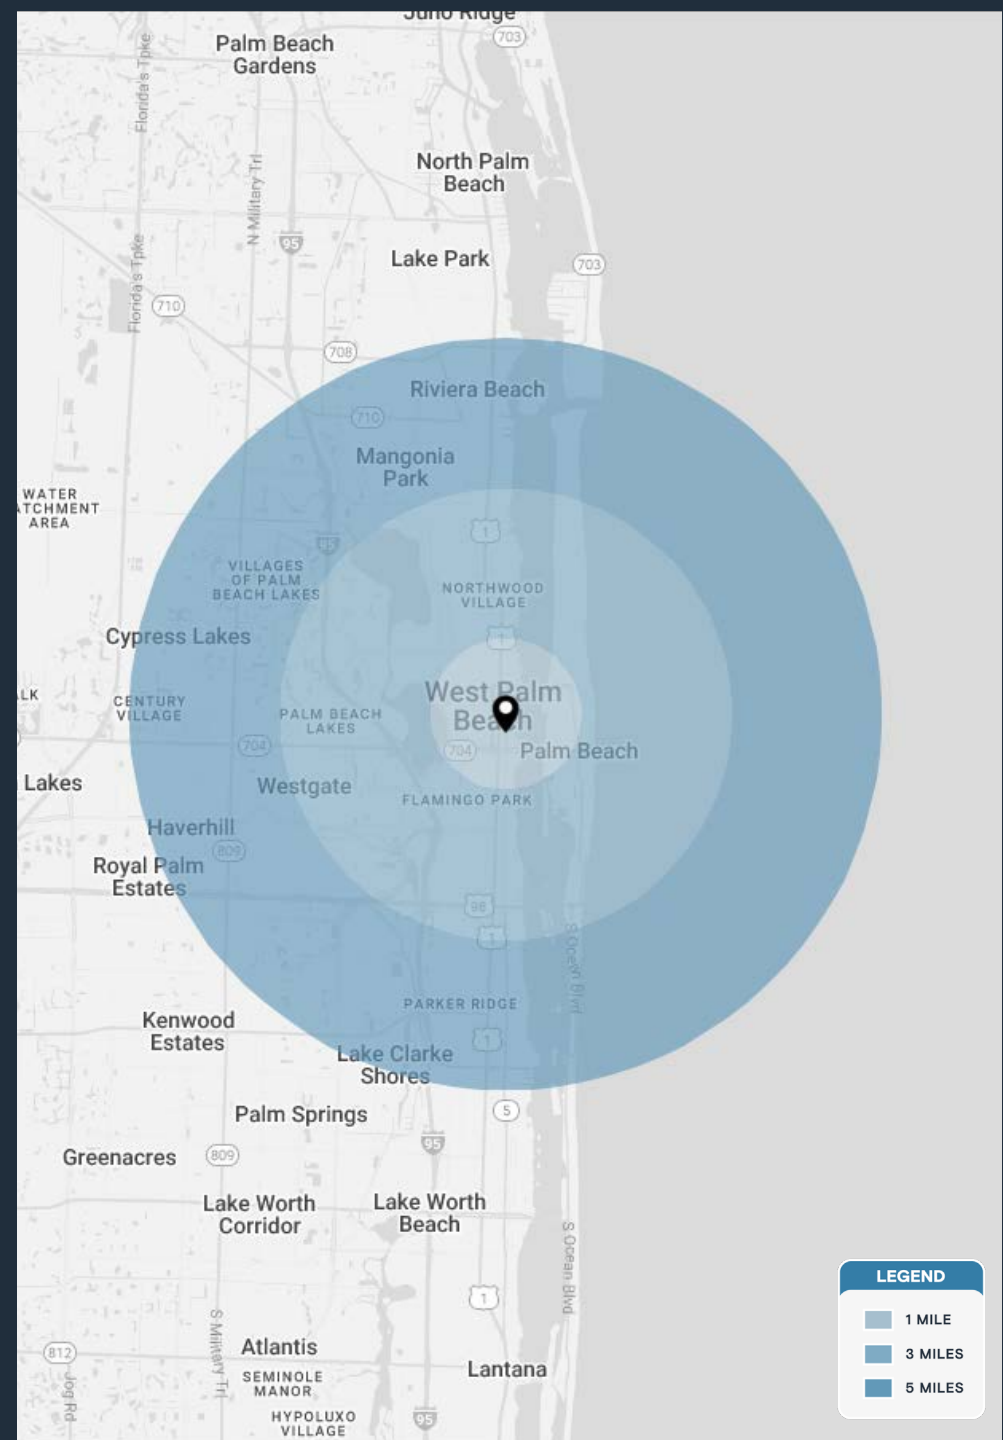 Juno Ridge
703
Palm Beach
Gardens
Florida's Tpke
North Palm
Beach
N Military Trl
95
Lake Park
703
Florida's Tpke
710
708
Riviera Beach
710
Mangonia
Park
WATER
ATCHMENT
AREA
1
95
VILLAGES
OF PALM
BEACH LAKES
NORTHWOOD
VILLAGE
Cypress Lakes
1
LK
West Palm
Beach
CENTURY
VILLAGE
PALM BEACH
LAKES
704
704
Palm Beach
Lakes
Westgate
FLAMINGO PARK
Haverhill
809
Royal Palm
Estates
98
1
S Ocean Blvd
PARKER RIDGE
Kenwood
Estates
1
Lake Clarke
Shores
Palm Springs
5
95
Greenacres
809
Lake Worth
Corridor
Lake Worth
Beach
S Ocean Blvd
1
S Military Trl
812
Atlantis
Lantana
SEMINOLE
MANOR
Jog Rd
HYPOLUXO
VILLAGE
95
LEGEND
1 MILE
3 MILES
5 MILES